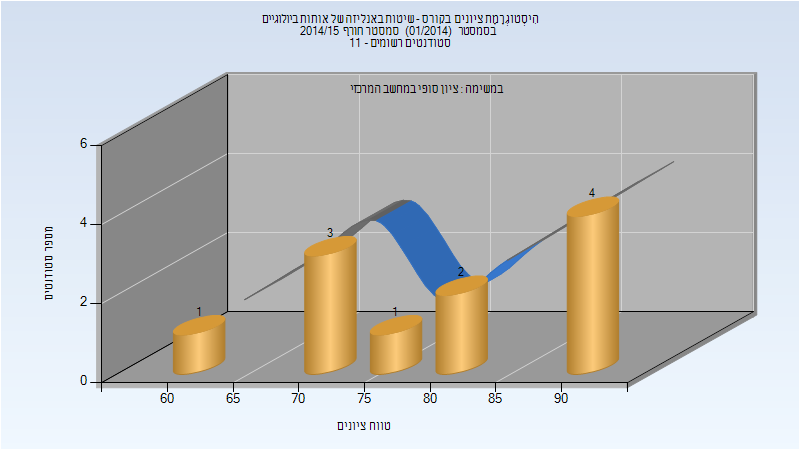 הִיסְטוֹגְרָמַת ציונים בקורס - שיטות באנליזה של אותות ביולוגיים
בסמסטר (01/2014) סמסטר חורף 2014/15
סטודנטים רשומים - 11
במשימה : ציון סופי במחשב המרכזי
6
4
2
0
מספר סטודנטים
1
3
1
2
4
60
65
70
75
80
85
90
טווח ציונים